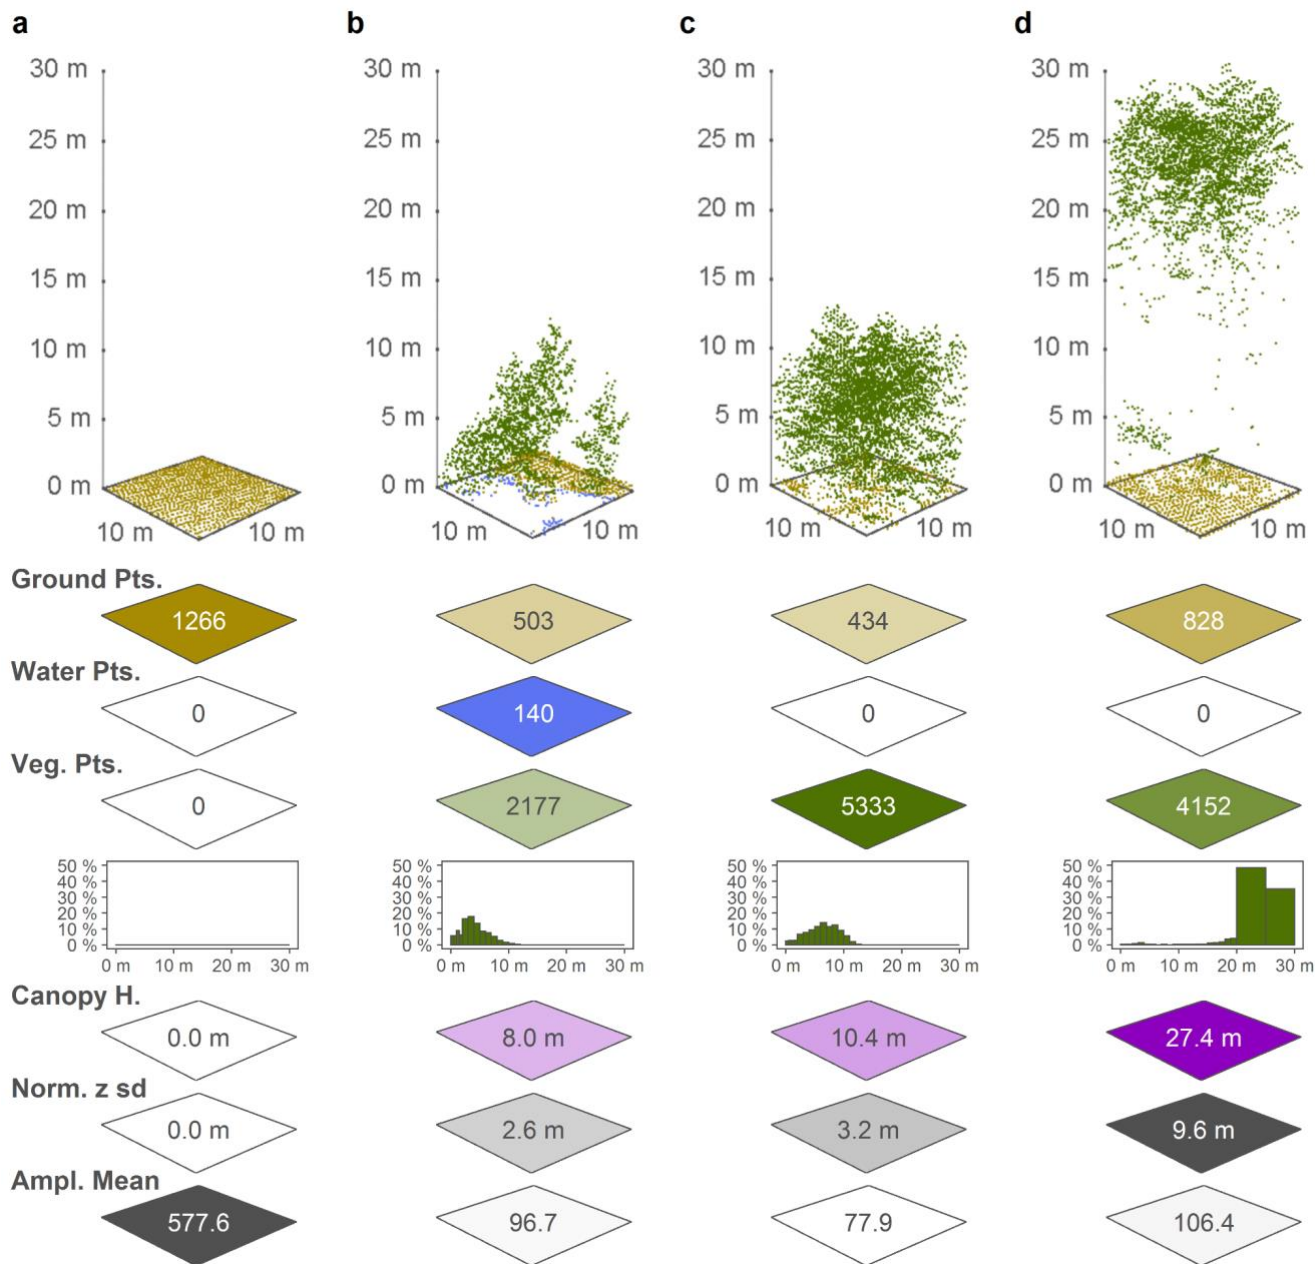 a b c d
30 m 30 m 30 m 30 m
25 m 25 m 25 m 25 m
20 m 20 m 20 m 20 m
15 m 15 m 15 m 15 m
10 m 10 m 10 m 10 m
5 m 5 m 5 m 5 m
0 m 0 m 0 m 0 m
10 m 10 m 10 m 10 m 10 m 10 m 10 m 10 m
Ground Pts.
1266 503 434 828
Water Pts.
0 140 0 0
Veg. Pts.
0 2177 5333 4152
50 % 50 % 50 % 50 %
40 % 40 % 40 % 40 %
30 % 30 % 30 % 30 %
20 % 20 % 20 % 20 %
10 % 10 % 10 % 10 %
0 % 0 % 0 % 0 %
0 m 10 m 20 m 30 m 0 m 10 m 20 m 30 m 0 m 10 m 20 m 30 m 0 m 10 m 20 m 30 m
Canopy H.
0.0 m 8.0 m 10.4 m 27.4 m
Norm. z sd
0.0 m 2.6 m 3.2 m 9.6 m
Ampl. Mean
577.6 96.7 77.9 106.4